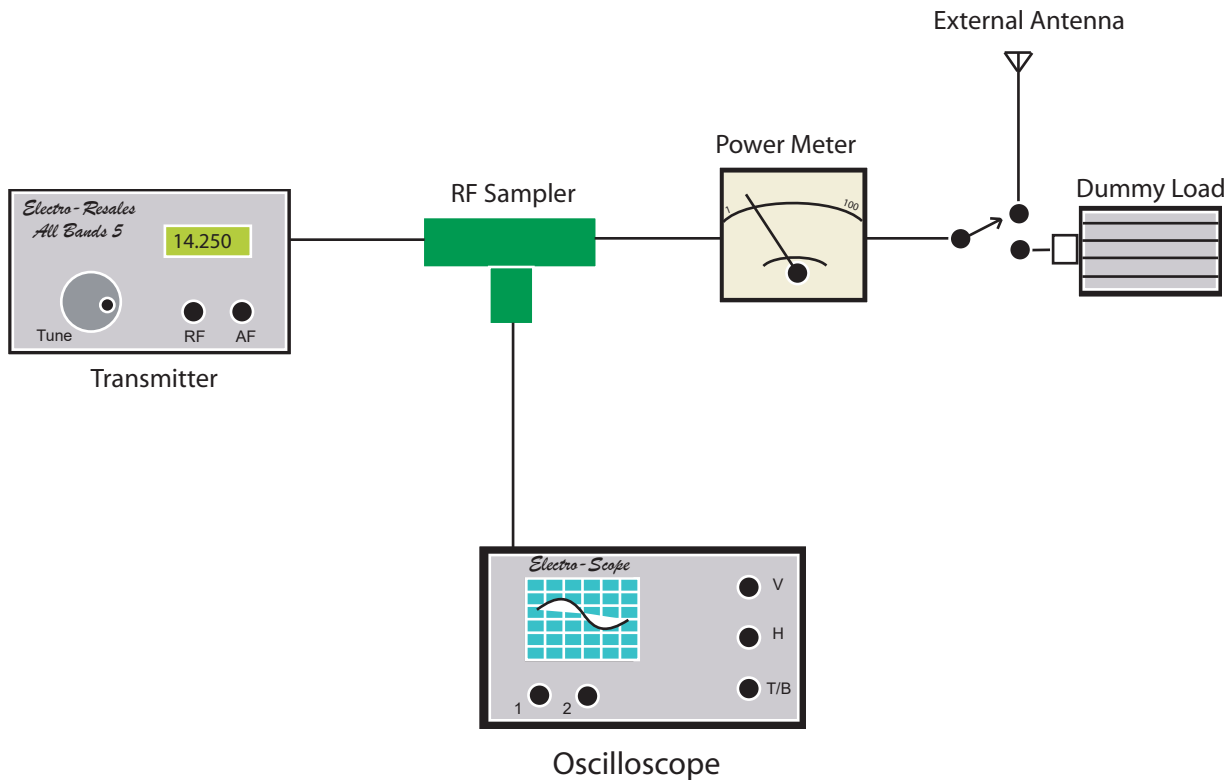 External Antenna
Power Meter
RF Sampler
Dummy Load
Electro-Resales
All Bands 5
14.250
1
100
Tune
RF
AF
Transmitter
Electro-Scope
V
H
T/B
1
2
Oscilloscope